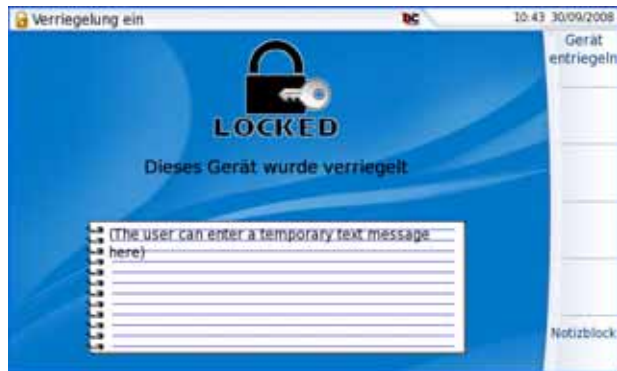 Verriegelung ein
DC
10:43 30/09/2008
Gerät
entriegeln
LOCKED
Dieses Gerät wurde verriegelt
(The user can enter a temporary text message
here)
Notizblock